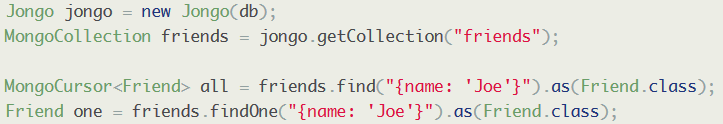 Jongo jongo = new Jongo(db);
MongoCollection friends = jongo.getCollection("friends");
MongoCursor<Friend> all = friends.find("{name: 'Joe'}").as(Friend.class);
Friend one = friends.findOne("{name: 'Joe'}").as(Friend.class);